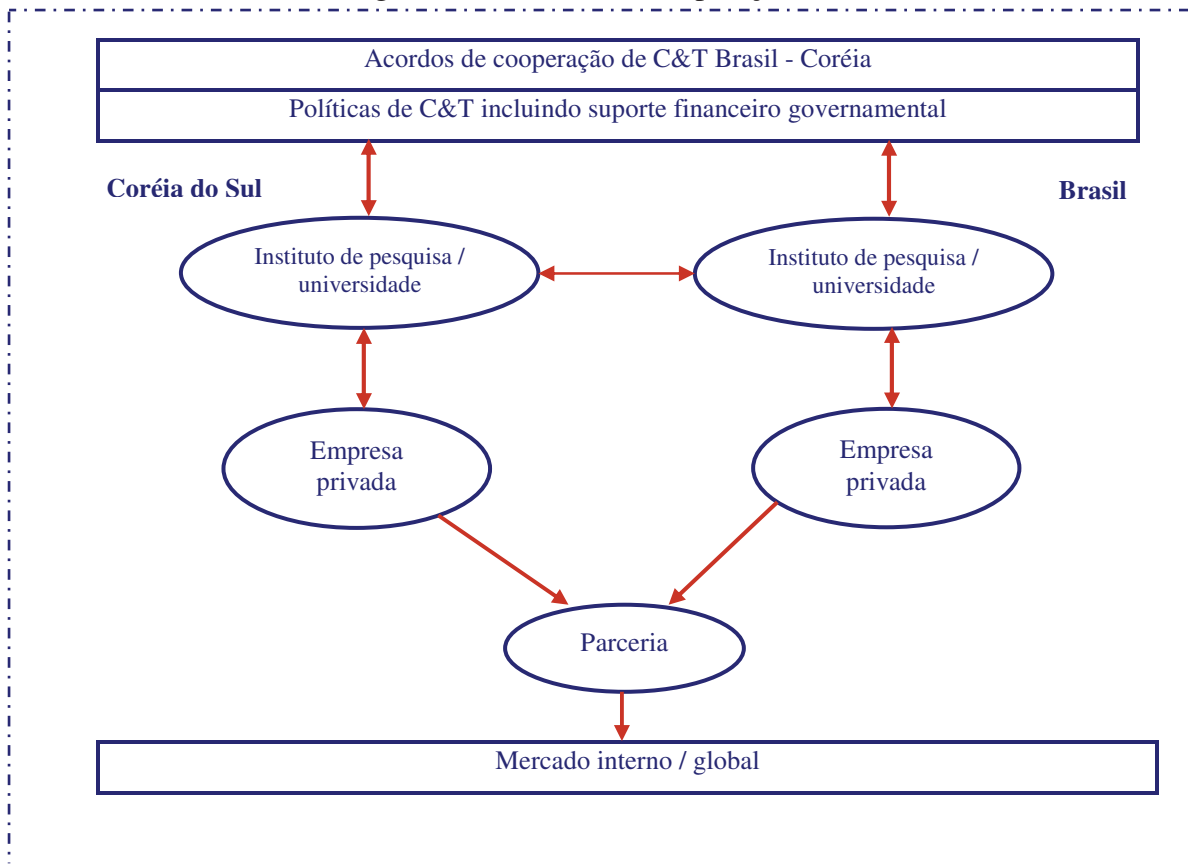 Acordos de cooperação de C&T Brasil - Coréia
Políticas de C&T incluindo suporte financeiro governamental
Coréia do Sul
Brasil
Instituto de pesquisa /
universidade
Instituto de pesquisa /
universidade
Empresa
privada
Empresa
privada
Parceria
Mercado interno / global